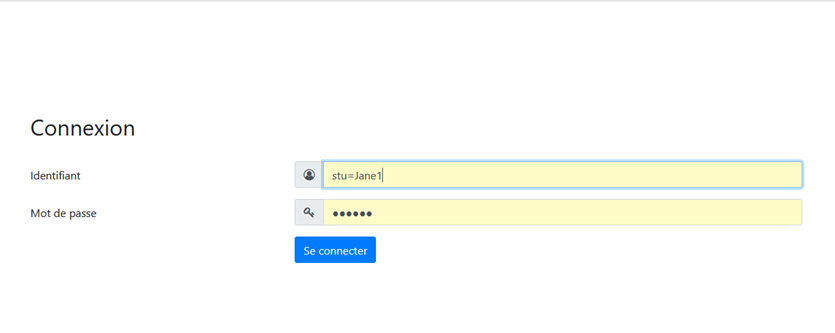 Connexion
Identifiant stu=Jane1
Mot de passe ●●●●●●
Se connecter